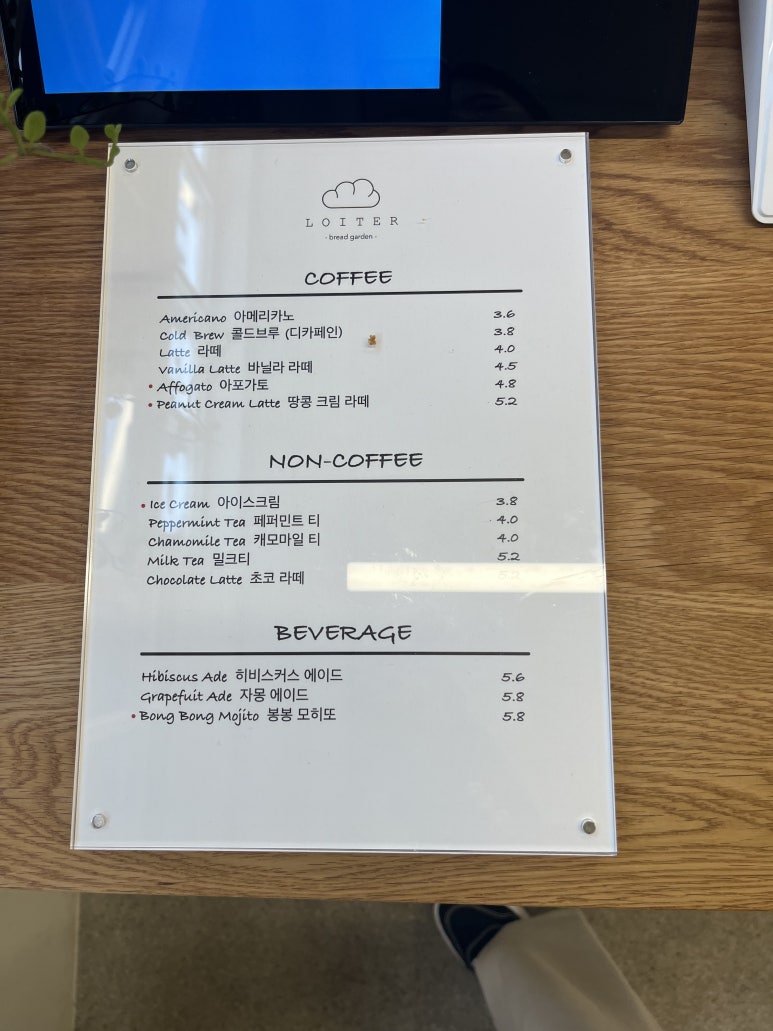 LOITER
- bread garden -
COFFEE
Americano 아메리카노 3.6
Cold Brew 콜드브루 (디카페인) 3.8
Latte 라떼 4.0
Vanilla Latte 바닐라 라떼 4.5
• Affogato 아포가토 4.8
• Peanut Cream Latte 땅콩 크림 라떼 5.2
NON-COFFEE
• Ice Cream 아이스크림 3.8
Peppermint Tea 페퍼민트 티 4.0
Chamomile Tea 캐모마일 티 4.0
Milk Tea 밀크티 5.2
Chocolate Latte 초코 라떼 5.2
BEVERAGE
Hibiscus Ade 히비스커스 에이드 5.6
Grapefuit Ade 자몽 에이드 5.8
• Bong Bong Mojito 봉봉 모히또 5.8